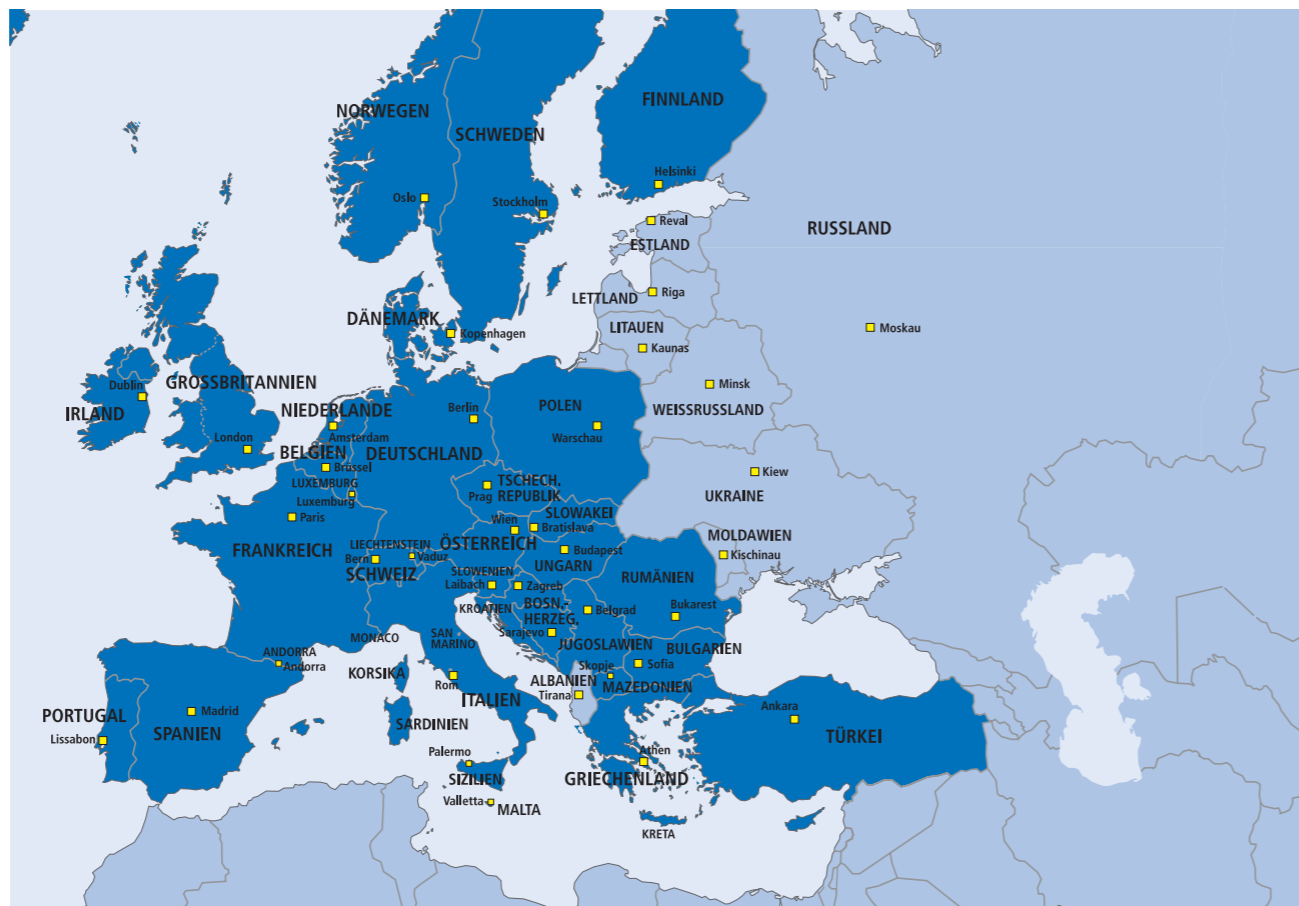 NORWEGEN
FINNLAND
SCHWEDEN
Helsinki
Oslo
Stockholm
Reval
RUSSLAND
ESTLAND
LETTLAND
Riga
DÄNEMARK
LITAUEN
Moskau
Kopenhagen
Kaunas
Dublin
GROSSBRITANNIEN
Minsk
IRLAND
NIEDERLANDE
Berlin
POLEN
WEISSRUSSLAND
London
Amsterdam
Warschau
BELGIEN
DEUTSCHLAND
Brüssel
Kiew
LUXEMBURG
TSCHECH.
REPUBLIK
Prag
UKRAINE
Luxemburg
SLOWAKEI
Paris
Wien
Bratislava
MOLDAWIEN
FRANKREICH
LIECHTENSTEIN
ÖSTERREICH
Budapest
Kischinau
Bern
Vaduz
UNGARN
SCHWEIZ
SLOWENIEN
RUMÄNIEN
Laibach
Zagreb
KROATIEN
BOSN.-
HERZEG.
Belgrad
Bukarest
MONACO
SAN
MARINO
Sarajevo
JUGOSLAWIEN
BULGARIEN
ANDORRA
Andorra
KORSIKA
Skopje
Sofia
Rom
ALBANIEN
MAZEDONIEN
Tirana
ITALIEN
PORTUGAL
Madrid
Ankara
SARDINIEN
SPANIEN
Lissabon
TÜRKEI
Palermo
Athen
SIZILIEN
GRIECHENLAND
Valletta
MALTA
KRETA